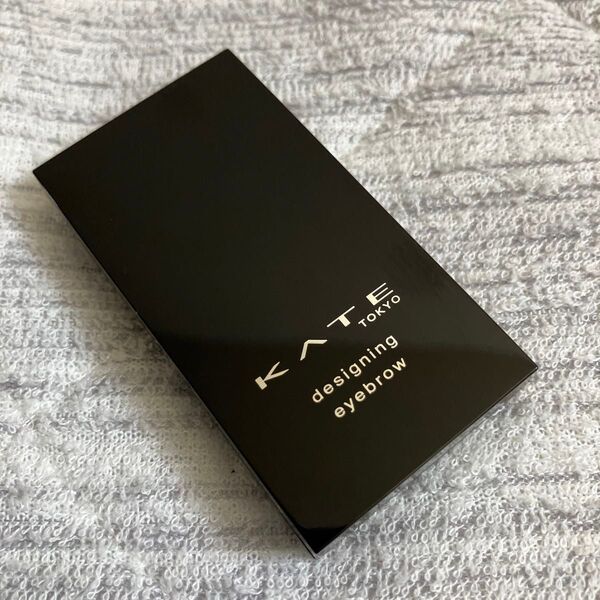 KATE
TOKYO
designing
eyebrow